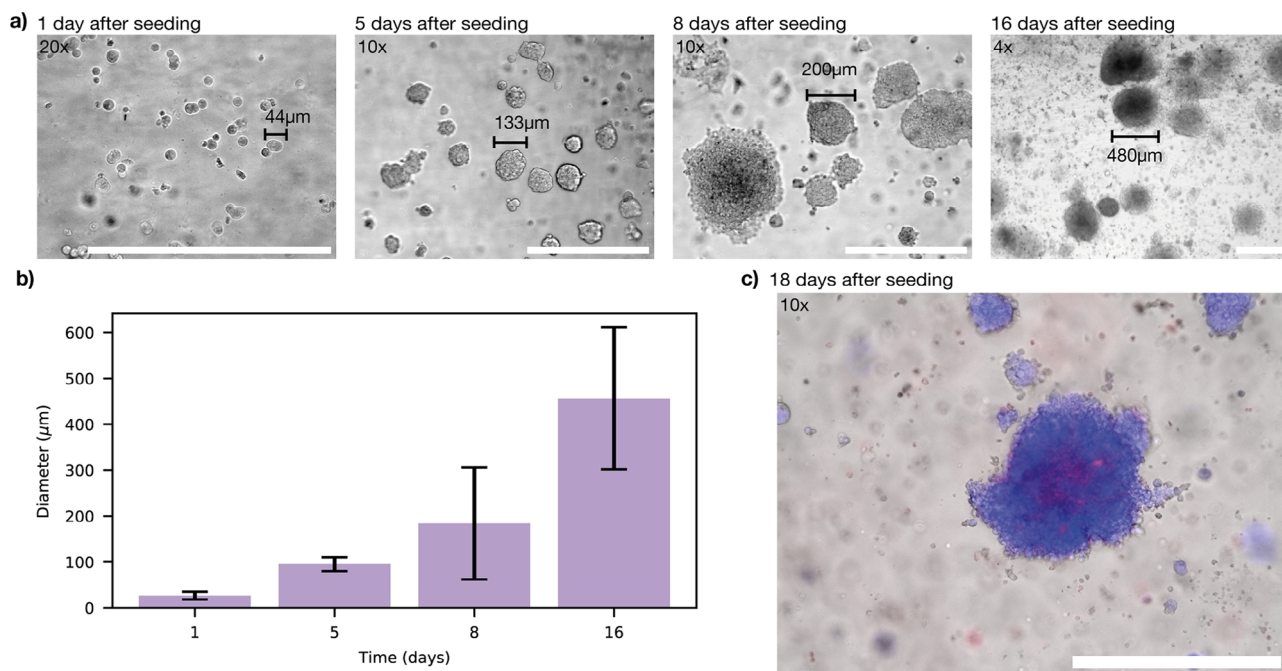 a) 1 day after seeding
20x
44µm
5 days after seeding
10x
133µm
8 days after seeding
10x
200µm
16 days after seeding
4x
480µm
b)
600
500
400
300
200
100
0
Diameter (µm)
1 5 8 16
Time (days)
c) 18 days after seeding
10x